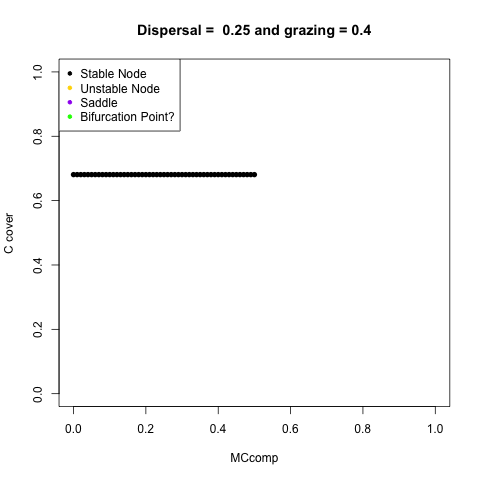 Dispersal =  0.25 and grazing = 0.4
Stable Node
Unstable Node
Saddle
Bifurcation Point?
1.0
0.8
0.6
0.4
0.2
0.0
C cover
0.0 0.2 0.4 0.6 0.8 1.0
MCcomp